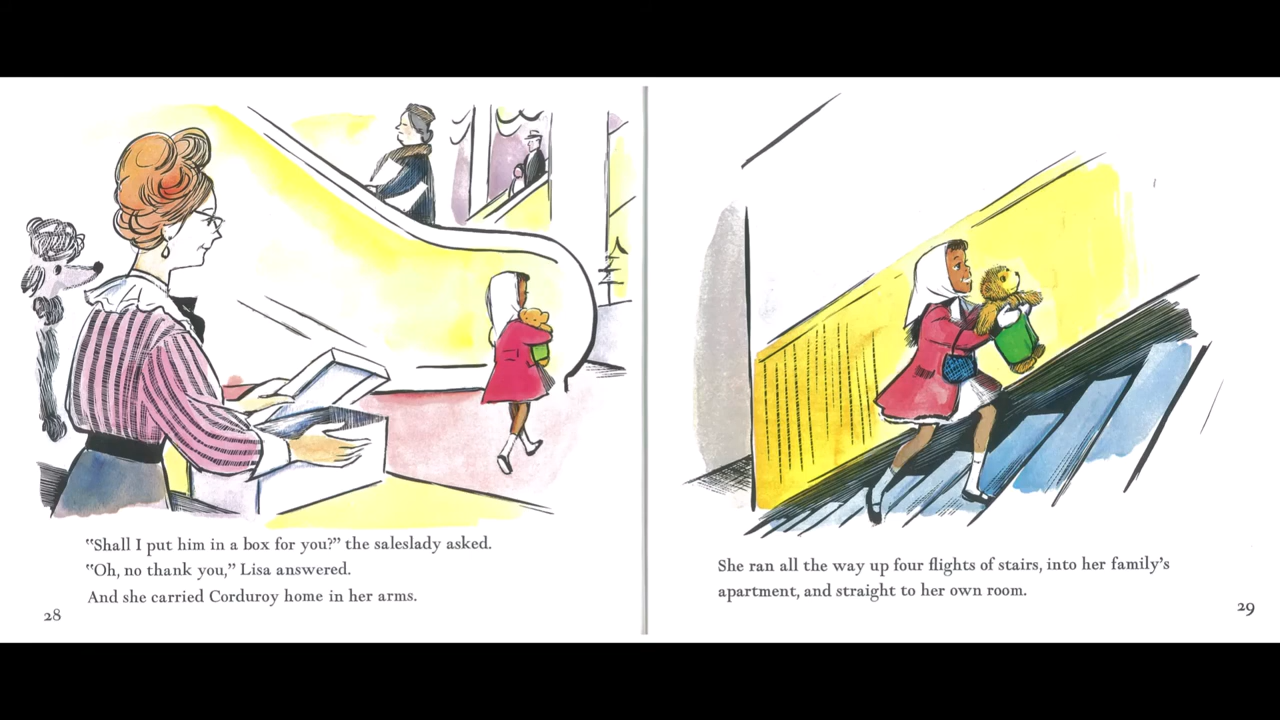 “Shall I put him in a box for you?” the saleslady asked.
“Oh, no thank you,” Lisa answered.
And she carried Corduroy home in her arms.
28
She ran all the way up four flights of stairs, into her family’s
apartment, and straight to her own room.
29